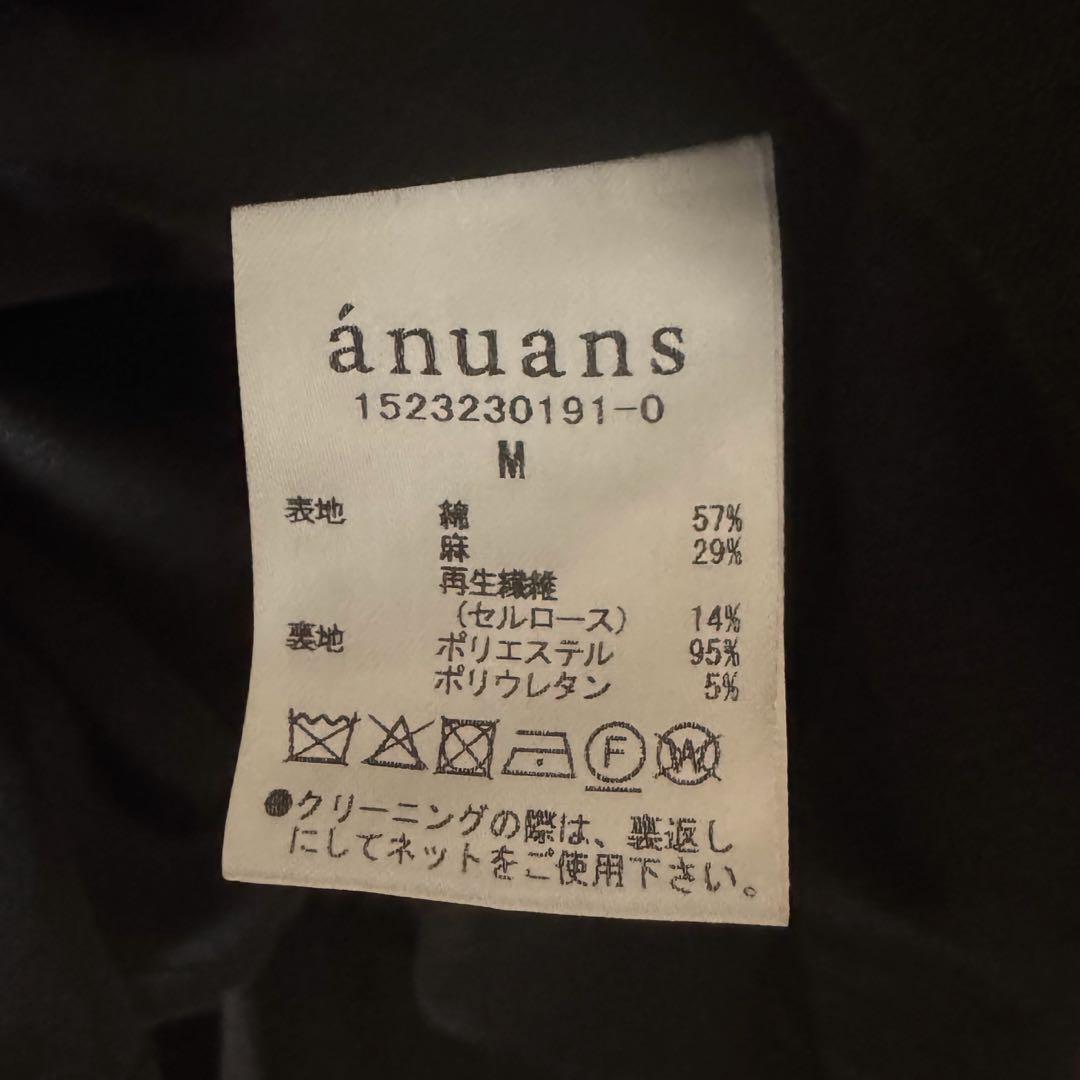 ánuans
1523230191-0
M
表地 綿 57%
麻 29%
再生繊維
(セルロース) 14%
裏地 ポリエステル 95%
ポリウレタン 5%
F W
●クリーニングの際は、裏返し
にしてネットをご使用下さい。